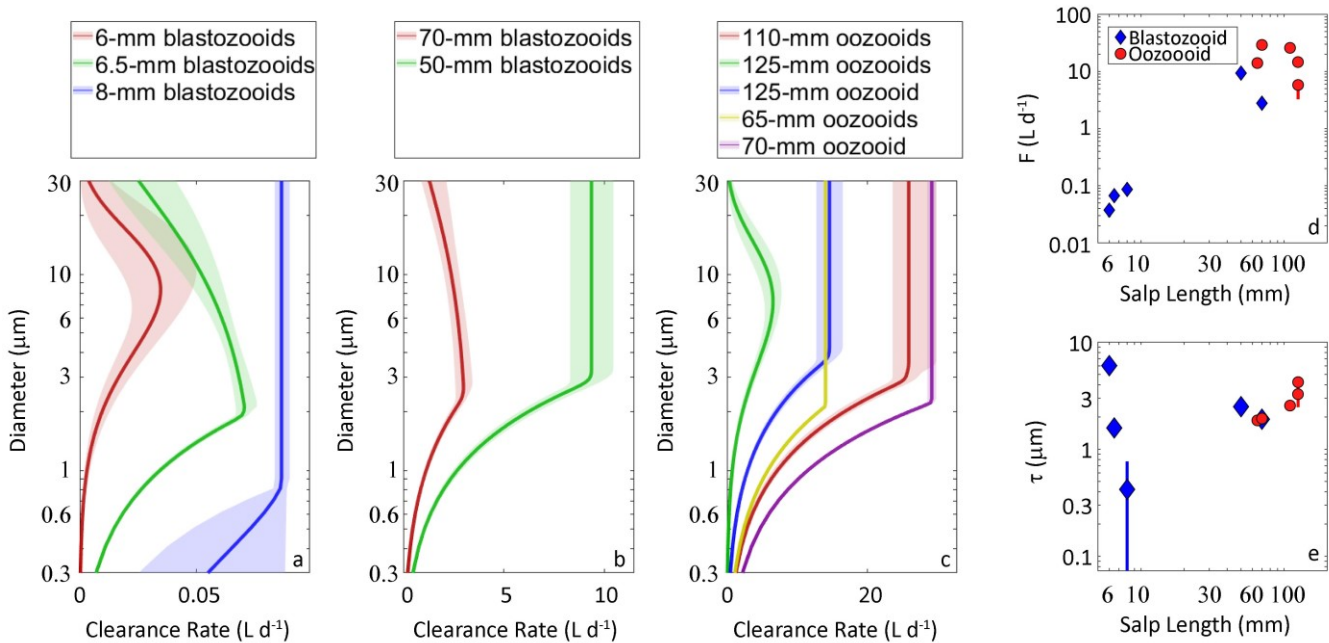 6-mm blastozooids
6.5-mm blastozooids
8-mm blastozooids
30
10
6
3
1
0.6
0.3
Diameter (μm)
0
0.05
Clearance Rate (L d⁻¹)
a
70-mm blastozooids
50-mm blastozooids
30
10
6
3
1
0.6
0.3
Diameter (μm)
0
5
10
Clearance Rate (L d⁻¹)
b
110-mm oozooids
125-mm oozooids
125-mm oozooid
65-mm oozooids
70-mm oozooid
30
10
6
3
1
0.6
0.3
Diameter (μm)
0
20
Clearance Rate (L d⁻¹)
c
Blastozooid
Oozoooid
100
10
1
0.1
0.01
F (L d⁻¹)
6 10 30 60 100
Salp Length (mm)
d
10
3
1
0.3
0.1
τ (μm)
6 10 30 60 100
Salp Length (mm)
e